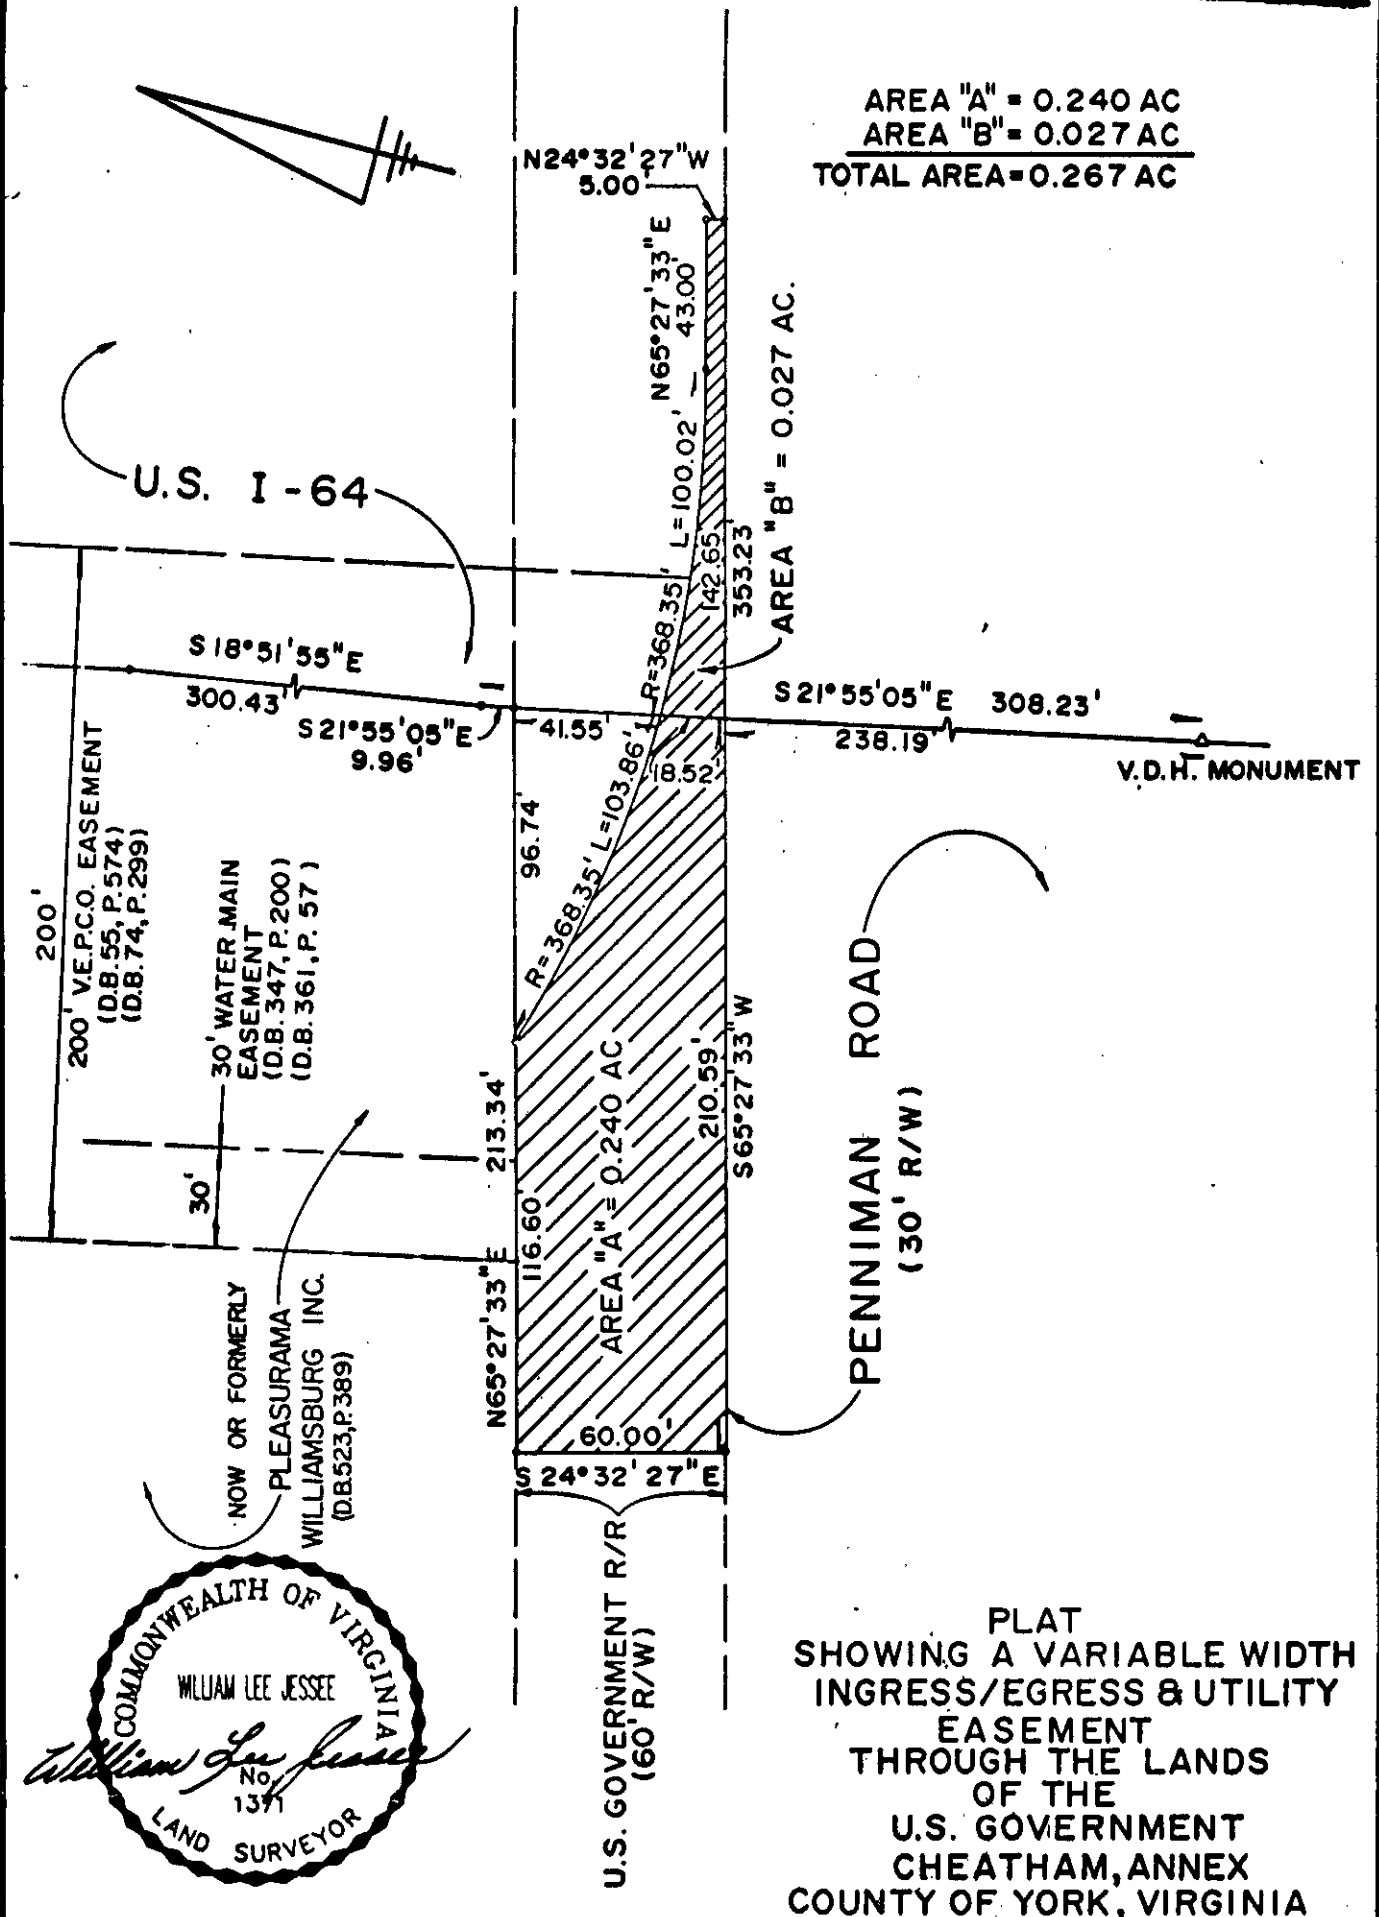 AREA "A" = 0.240 AC
AREA "B" = 0.027 AC
TOTAL AREA = 0.267 AC
N24°32'27"W
5.00'
N65°27'33"E
43.00'
L=100.02'
R=368.35'
142.65'
353.23'
AREA "B" = 0.027 AC.
U.S. I-64
S18°51'55"E
300.43'
S21°55'05"E
9.96'
41.55'
18.52'
S21°55'05"E 308.23'
238.19'
V.D.H. MONUMENT
96.74'
R=368.35' L=103.86'
200'
200' V.E.P.C.O. EASEMENT
(D.B.55, P.574)
(D.B.74, P.299)
30' WATER MAIN
EASEMENT
(D.B.347, P.200)
(D.B.361, P.57)
30'
N65°27'33"E 213.34'
116.60'
AREA "A" = 0.240 AC
210.59'
S65°27'33"W
PENNIMAN ROAD
(30' R/W)
NOW OR FORMERLY
PLEASURAMA
WILLIAMSBURG INC.
(D.B.523,P.389)
60.00'
S24°32'27"E
U.S. GOVERNMENT R/R
(60' R/W)
COMMONWEALTH OF VIRGINIA
WILLIAM LEE JESSEE
William Lee Jessee
No.
1371
LAND SURVEYOR
PLAT
SHOWING A VARIABLE WIDTH
INGRESS/EGRESS & UTILITY
EASEMENT
THROUGH THE LANDS
OF THE
U.S. GOVERNMENT
CHEATHAM, ANNEX
COUNTY OF YORK, VIRGINIA